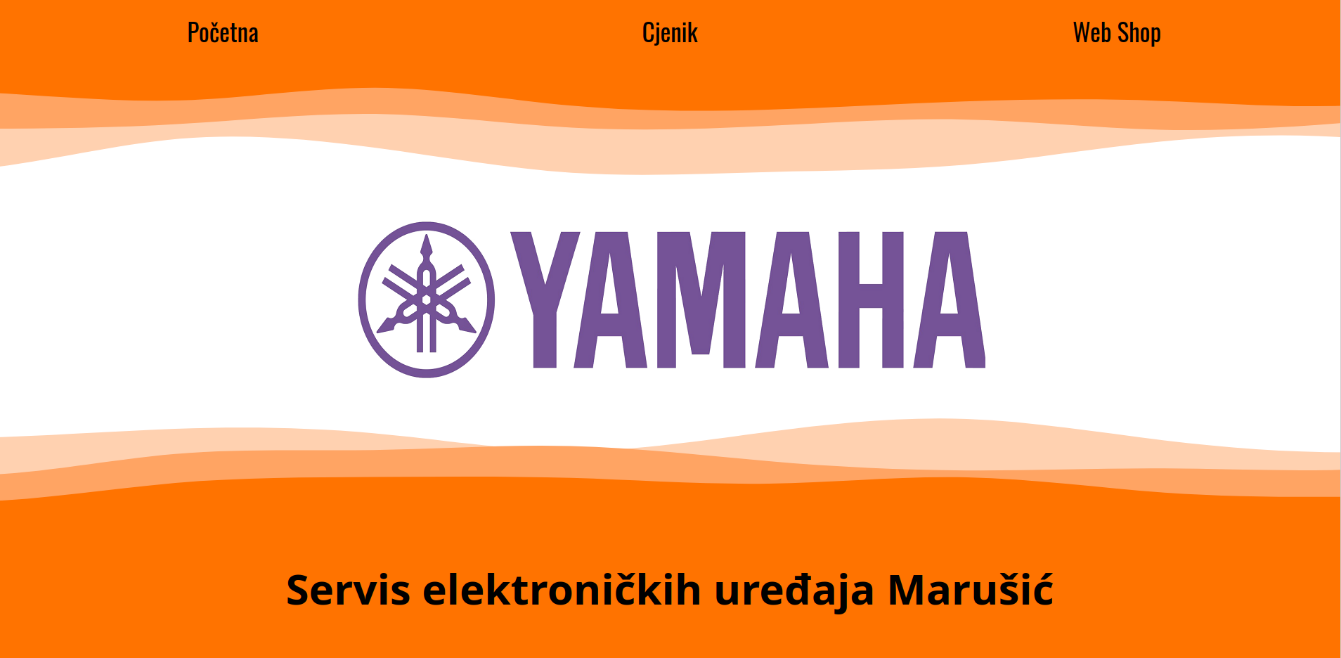 Početna
Cjenik
Web Shop
YAMAHA
Servis elektroničkih uređaja Marušić